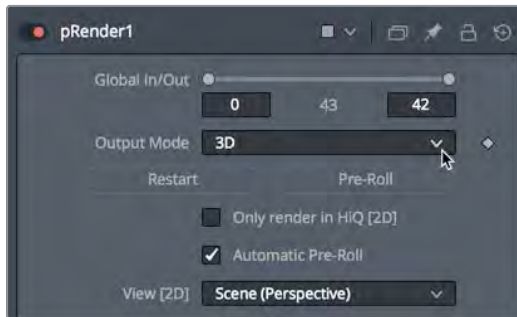 pRender1
Global In/Out
0 43 42
Output Mode 3D
Restart Pre-Roll
Only render in HiQ [2D]
Automatic Pre-Roll
View [2D] Scene (Perspective)